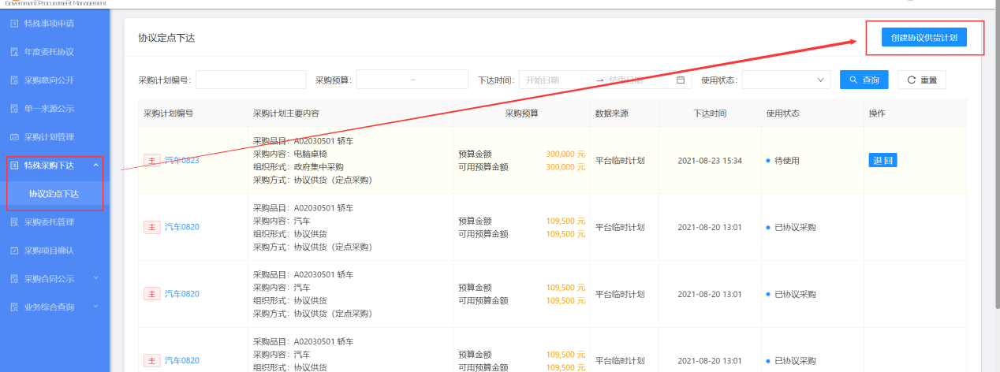 Government Procurement Management
特殊事项申请
年度委托协议
采购意向公开
单一来源公示
采购计划管理
特殊采购下达
协议定点下达
采购委托管理
采购项目确认
采购合同公示
业务综合查询
协议定点下达
创建协议供货计划
采购计划编号: 采购预算: ~ 下达时间: 开始日期 → 结束日期 使用状态: 查询 重置
采购计划编号 采购计划主要内容 采购预算 数据来源 下达时间 使用状态 操作
主 汽车0823
采购品目: A02030501 轿车
采购内容: 电脑桌椅
组织形式: 政府集中采购
采购方式: 协议供货（定点采购）
预算金额 300,000 元
可用预算金额 300,000 元
平台临时计划 2021-08-23 15:34 待使用 退 回
主 汽车0820
采购品目: A02030501 轿车
采购内容: 汽车
组织形式: 协议供货
采购方式: 协议供货（定点采购）
预算金额 109,500 元
可用预算金额 109,500 元
平台临时计划 2021-08-20 13:01 已协议采购
主 汽车0820
采购品目: A02030501 轿车
采购内容: 汽车
组织形式: 协议供货
采购方式: 协议供货（定点采购）
预算金额 109,500 元
可用预算金额 109,500 元
平台临时计划 2021-08-20 13:01 已协议采购
主 汽车0820
采购品目: A02030501 轿车
采购内容: 汽车
组织形式: 协议供货
预算金额 109,500 元
可用预算金额 109,500 元
平台临时计划 2021-08-20 13:01 已协议采购